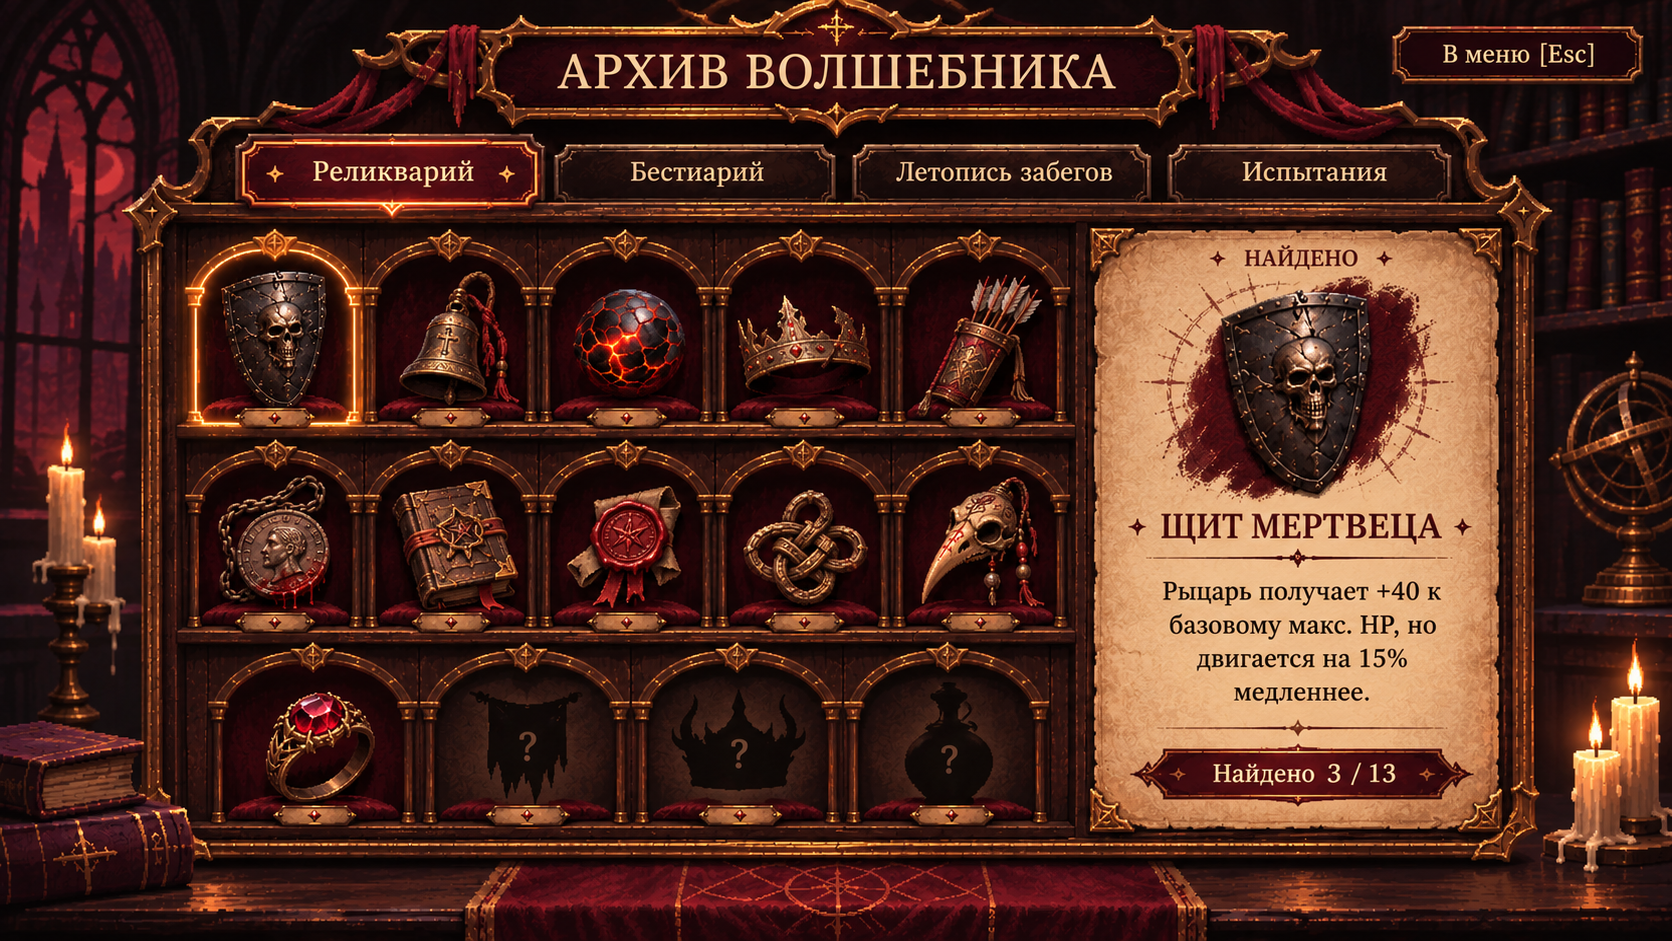 АРХИВ ВОЛШЕБНИКА
В меню [Esc]
Реликварий
Бестиарий
Летопись забегов
Испытания
НАЙДЕНО
ЩИТ МЕРТВЕЦА
Рыцарь получает +40 к
базовому макс. HP, но
двигается на 15%
медленнее.
?
?
?
Найдено 3 / 13